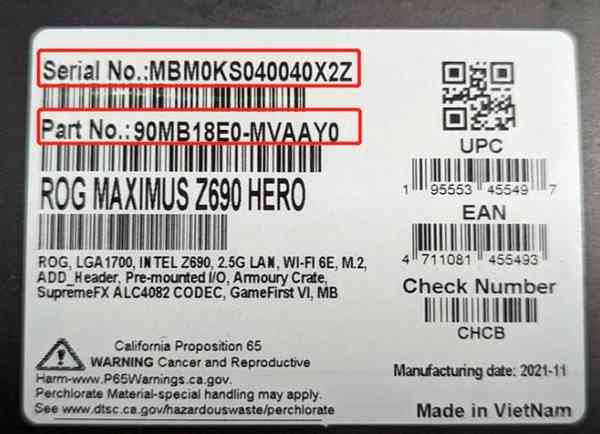 Serial No.:MBM0KS040040X2Z
Part No.: 90MB18E0-MVAAY0
ROG MAXIMUS Z690 HERO
ROG, LGA1700, INTEL Z690, 2.5G LAN, WI-FI 6E, M.2,
ADD_Header, Pre-mounted I/O, Armoury Crate,
SupremeFX ALC4082 CODEC, GameFirst VI, MB
California Proposition 65
WARNING Cancer and Reproductive
Harm-www.P65Warnings.ca.gov.
Perchlorate Material-special handling may apply.
See www.dtsc.ca.gov/hazardouswaste/perchlorate
UPC
1 95553 45549 7
EAN
4 711081 455493
Check Number
CHCB
Manufacturing date: 2021-11
Made in VietNam